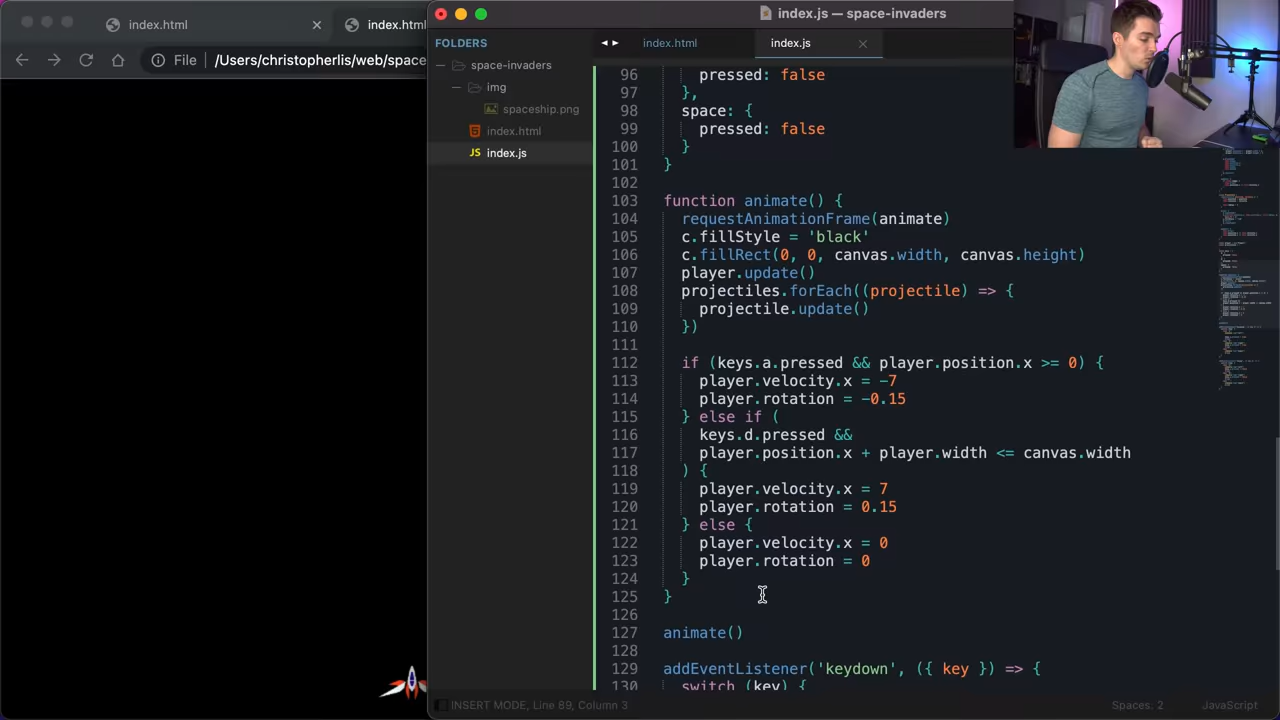 index.html
index.html
File
/Users/christopherlis/web/space
index.js — space-invaders
FOLDERS
space-invaders
img
spaceship.png
index.html
JS index.js
index.html
index.js
96 pressed: false
97 },
98 space: {
99 pressed: false
100 }
101 }
102
103 function animate() {
104 requestAnimationFrame(animate)
105 c.fillStyle = 'black'
106 c.fillRect(0, 0, canvas.width, canvas.height)
107 player.update()
108 projectiles.forEach((projectile) => {
109 projectile.update()
110 })
111
112 if (keys.a.pressed && player.position.x >= 0) {
113 player.velocity.x = -7
114 player.rotation = -0.15
115 } else if (
116 keys.d.pressed &&
117 player.position.x + player.width <= canvas.width
118 ) {
119 player.velocity.x = 7
120 player.rotation = 0.15
121 } else {
122 player.velocity.x = 0
123 player.rotation = 0
124 }
125 }
126
127 animate()
128
129 addEventListener('keydown', ({ key }) => {
130 switch (key) {
INSERT MODE, Line 89, Column 3
Spaces: 2
JavaScript